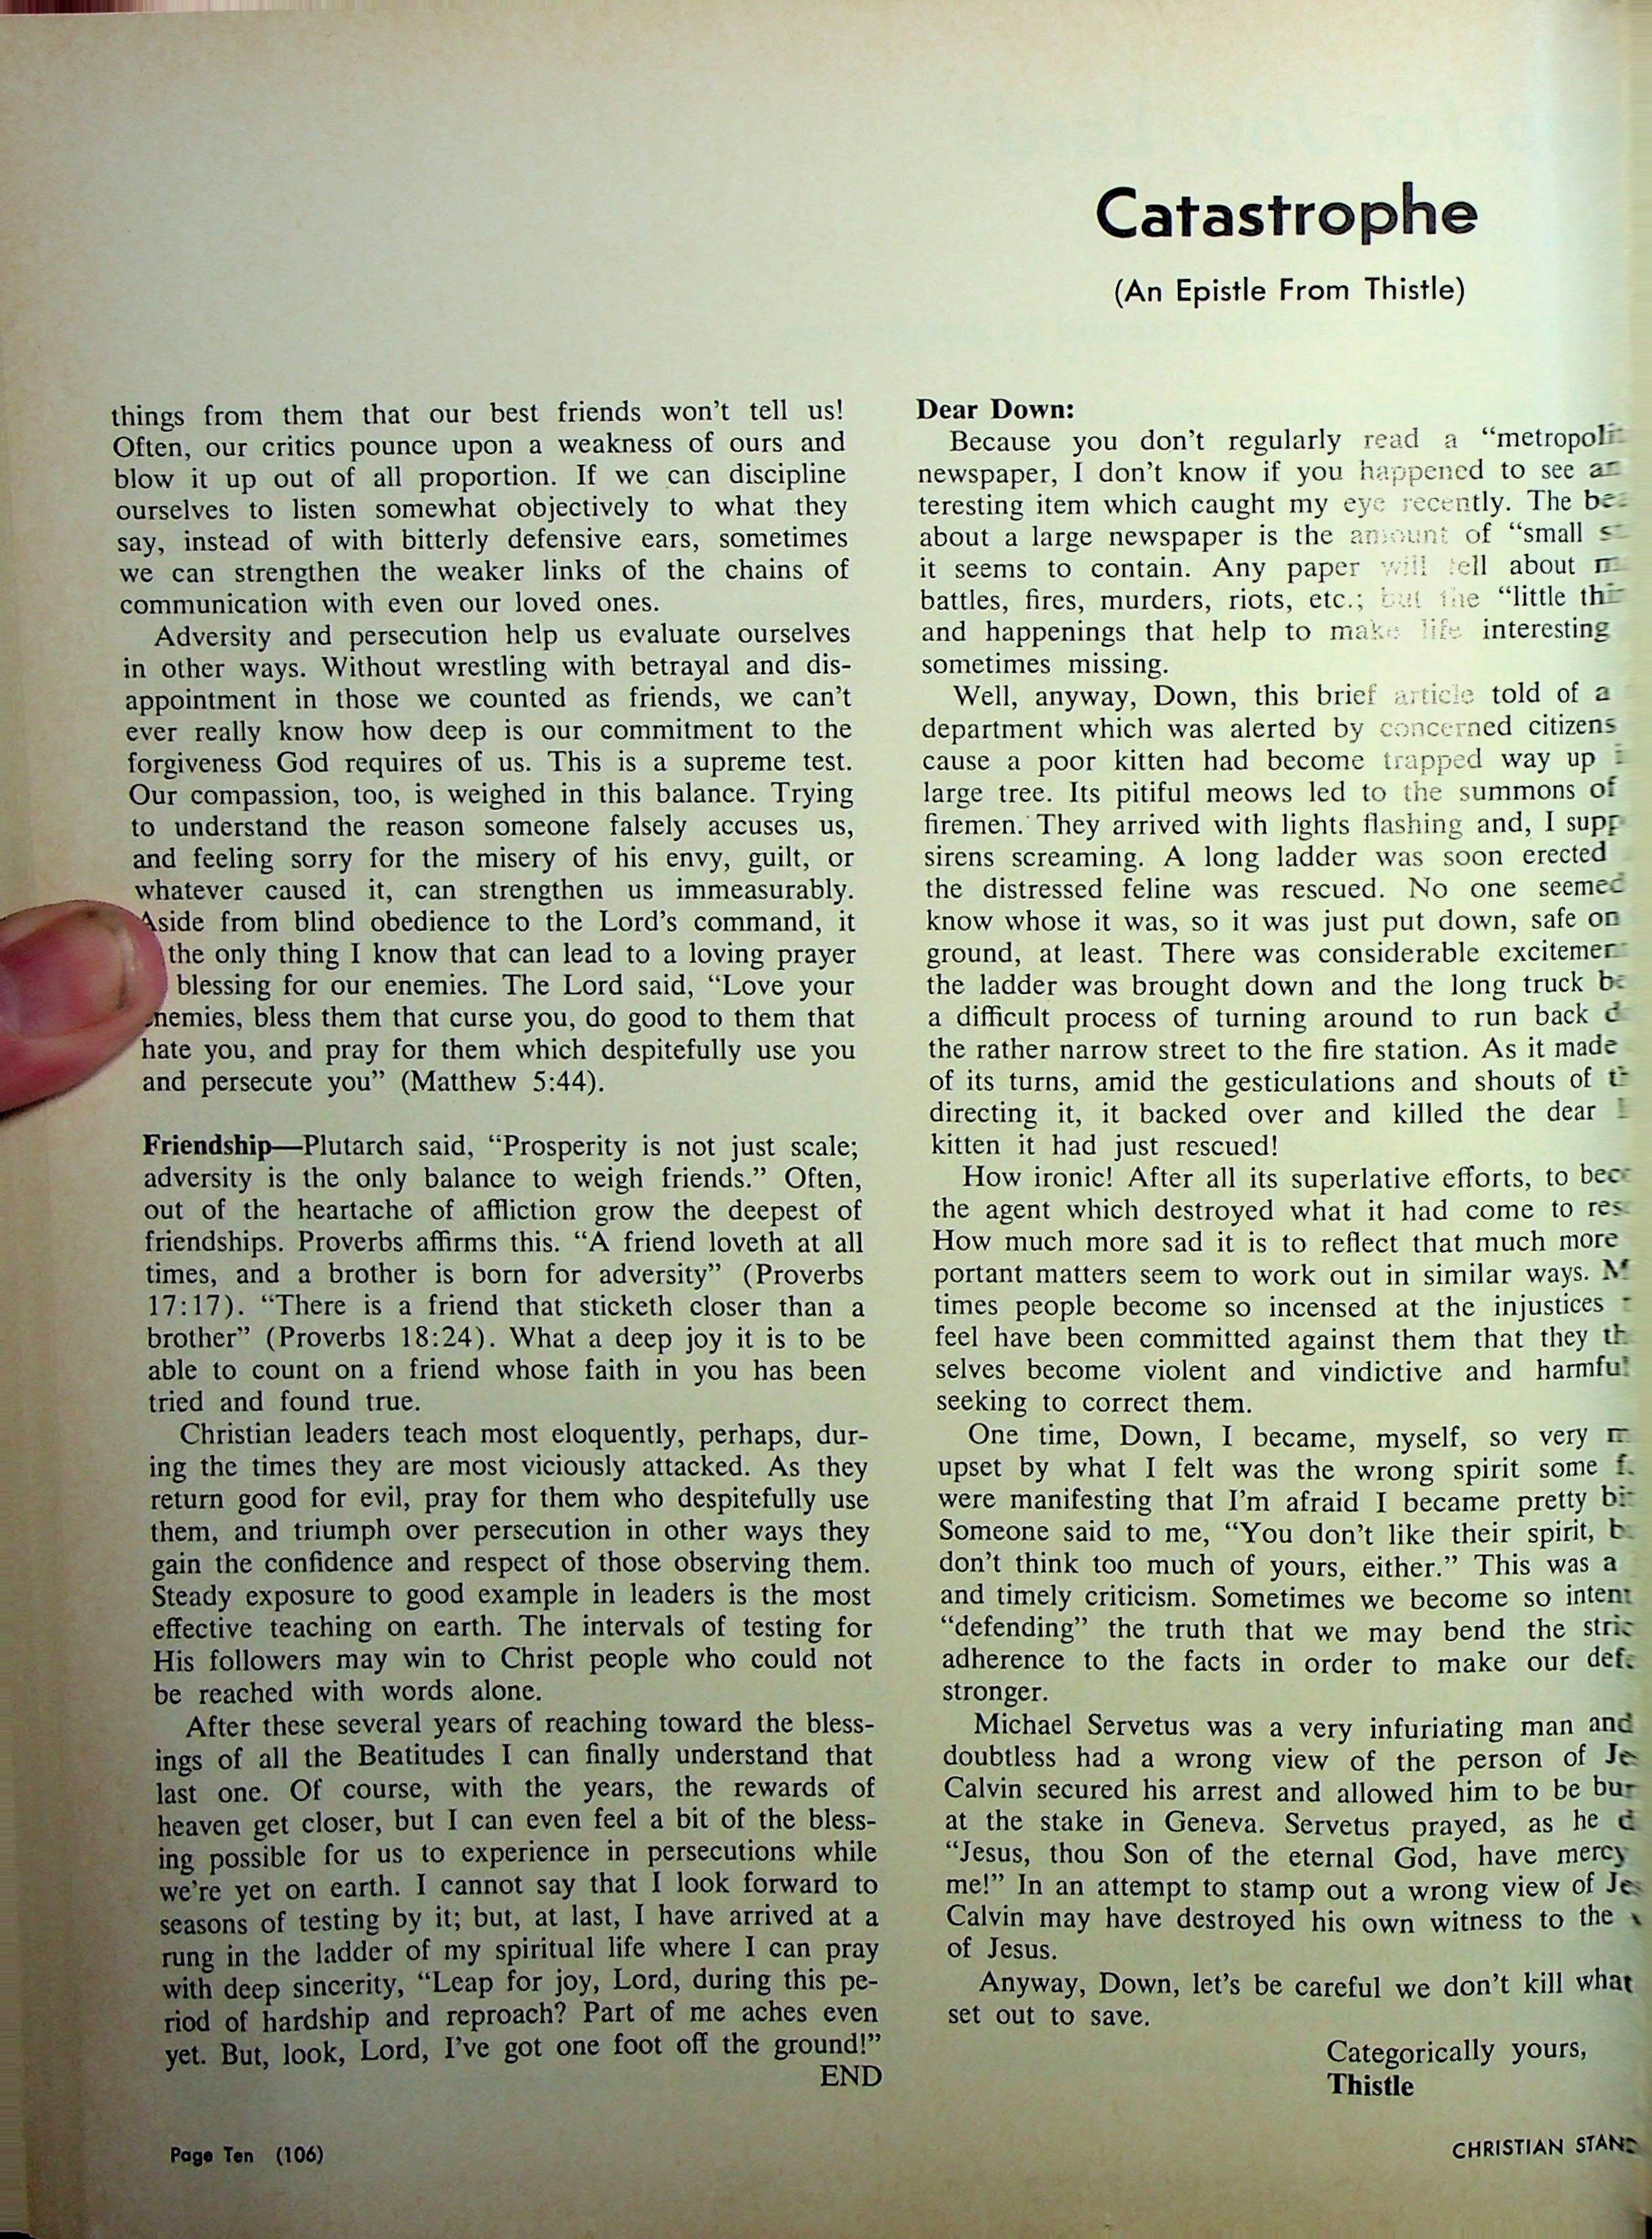 things from them that our best friends won't tell us!
Often, our critics pounce upon a weakness of ours and
blow it up out of all proportion. If we can discipline
ourselves to listen somewhat objectively to what they
say, instead of with bitterly defensive ears, sometimes
we can strengthen the weaker links of the chains of
communication with even our loved ones.
Adversity and persecution help us evaluate ourselves
in other ways. Without wrestling with betrayal and dis-
appointment in those we counted as friends, we can't
ever really know how deep is our commitment to the
forgiveness God requires of us. This is a supreme test.
Our compassion, too, is weighed in this balance. Trying
to understand the reason someone falsely accuses us,
and feeling sorry for the misery of his envy, guilt, or
whatever caused it, can strengthen us immeasurably.
Aside from blind obedience to the Lord's command, it
the only thing I know that can lead to a loving prayer
blessing for our enemies. The Lord said, “Love your
enemies, bless them that curse you, do good to them that
hate you, and pray for them which despitefully use you
and persecute you” (Matthew 5:44).
Friendship—Plutarch said, “Prosperity is not just scale;
adversity is the only balance to weigh friends.” Often,
out of the heartache of affliction grow the deepest of
friendships. Proverbs affirms this. “A friend loveth at all
times, and a brother is born for adversity” (Proverbs
17:17). “There is a friend that sticketh closer than a
brother” (Proverbs 18:24). What a deep joy it is to be
able to count on a friend whose faith in you has been
tried and found true.
Christian leaders teach most eloquently, perhaps, dur-
ing the times they are most viciously attacked. As they
return good for evil, pray for them who despitefully use
them, and triumph over persecution in other ways they
gain the confidence and respect of those observing them.
Steady exposure to good example in leaders is the most
effective teaching on earth. The intervals of testing for
His followers may win to Christ people who could not
be reached with words alone.
After these several years of reaching toward the bless-
ings of all the Beatitudes I can finally understand that
last one. Of course, with the years, the rewards of
heaven get closer, but I can even feel a bit of the bless-
ing possible for us to experience in persecutions while
we're yet on earth. I cannot say that I look forward to
seasons of testing by it; but, at last, I have arrived at a
rung in the ladder of my spiritual life where I can pray
with deep sincerity, “Leap for joy, Lord, during this pe-
riod of hardship and reproach? Part of me aches even
yet. But, look, Lord, I've got one foot off the ground!”
END
Page Ten (106)
Catastrophe
(An Epistle From Thistle)
Dear Down:
Because you don't regularly read a “metropolit
newspaper, I don't know if you happened to see an
teresting item which caught my eye recently. The
about a large newspaper is the amount of “small
it seems to contain. Any paper will tell about
battles, fires, murders, riots, etc.; but the “little
and happenings that help to make life interesting
sometimes missing.
Well, anyway, Down, this brief article told of a
department which was alerted by concerned citizens
cause a poor kitten had become trapped way up
large tree. Its pitiful meows led to the summons of
firemen. They arrived with lights flashing and, I supp
sirens screaming. A long ladder was soon erected
the distressed feline was rescued. No one seemed
know whose it was, so it was just put down, safe on
ground, at least. There was considerable excitemen
the ladder was brought down and the long truck
a difficult process of turning around to run back
the rather narrow street to the fire station. As it made
of its turns, amid the gesticulations and shouts of
directing it, it backed over and killed the dear
kitten it had just rescued!
How ironic! After all its superlative efforts, to
the agent which destroyed what it had come to
How much more sad it is to reflect that much more
portant matters seem to work out in similar ways.
times people become so incensed at the injustices
feel have been committed against them that they
selves become violent and vindictive and harmful
seeking to correct them.
One time, Down, I became, myself, so very
upset by what I felt was the wrong spirit some
were manifesting that I'm afraid I became pretty
Someone said to me, “You don't like their spirit,
don't think too much of yours, either.” This was a
and timely criticism. Sometimes we become so intent
“defending” the truth that we may bend the
adherence to the facts in order to make our
stronger.
Michael Servetus was a very infuriating man and
doubtless had a wrong view of the person of
Calvin secured his arrest and allowed him to be
at the stake in Geneva. Servetus prayed, as he
“Jesus, thou Son of the eternal God, have mercy
me!” In an attempt to stamp out a wrong view of
Calvin may have destroyed his own witness to the
of Jesus.
Anyway, Down, let's be careful we don't kill what
set out to save.
Categorically yours,
Thistle
CHRISTIAN STAND